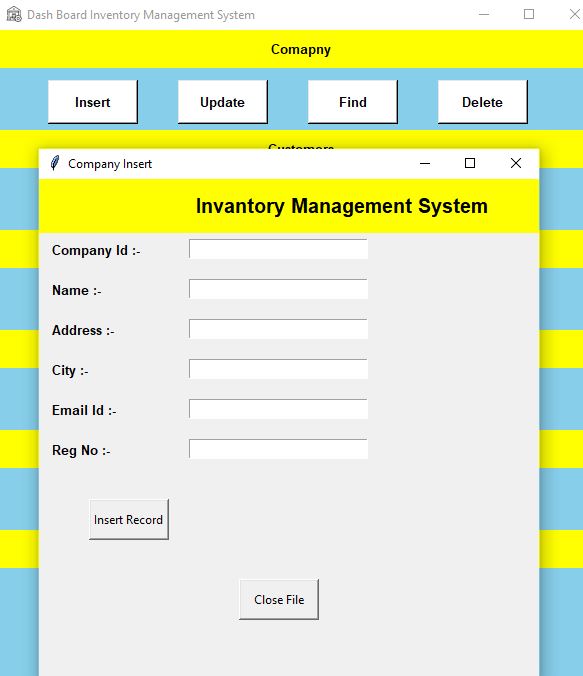 Dash Board Inventory Management System
Comapny
Insert Update Find Delete
Customers
Company Insert
Invantory Management System
Company Id :-
Name :-
Address :-
City :-
Email Id :-
Reg No :-
Insert Record
Close File